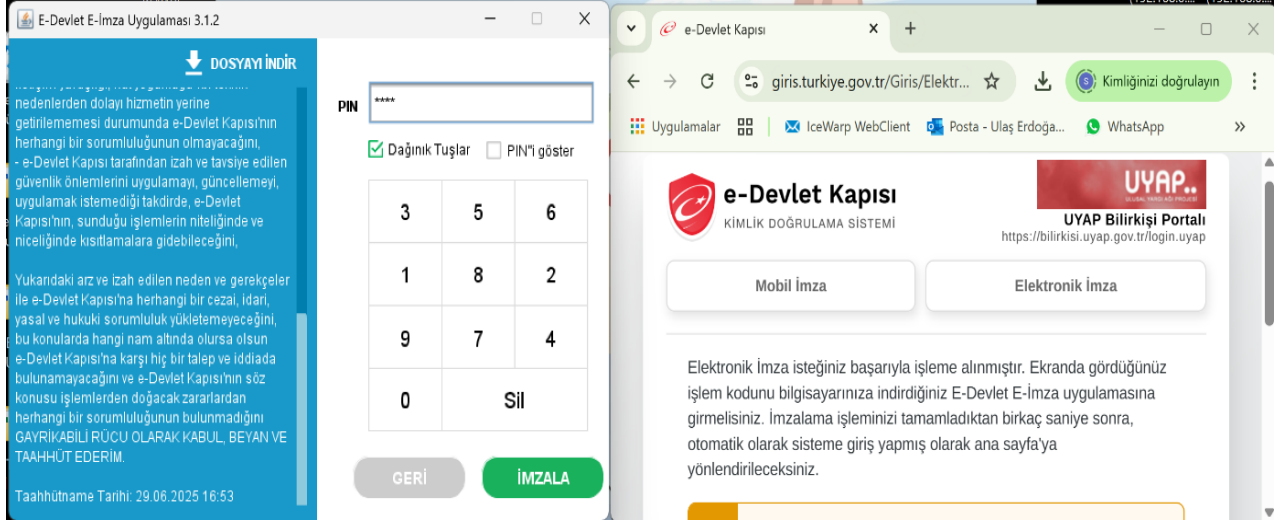 E-Devlet E-İmza Uygulaması 3.1.2
DOSYAYI İNDİR
nedenlerden dolayı hizmetin yerine
getirilememesi durumunda e-Devlet Kapısı'nın
herhangi bir sorumluluğunun olmayacağını,
- e-Devlet Kapısı tarafından izah ve tavsiye edilen
güvenlik önlemlerini uygulamayı, güncellemeyi,
uygulamak istemediği takdirde, e-Devlet
Kapısı'nın, sunduğu işlemlerin niteliğinde ve
niceliğinde kısıtlamalara gidebileceğini,
Yukarıdaki arz ve izah edilen neden ve gerekçeler
ile e-Devlet Kapısı'na herhangi bir cezai, idari,
yasal ve hukuki sorumluluk yükletemeyeceğini,
bu konularda hangi nam altında olursa olsun
e-Devlet Kapısı'na karşı hiç bir talep ve iddiada
bulunamayacağını ve e-Devlet Kapısı'nın söz
konusu işlemlerden doğacak zararlardan
herhangi bir sorumluluğunun bulunmadığını
GAYRİKABİLİ RÜCU OLARAK KABUL, BEYAN VE
TAAHHÜT EDERİM.
Taahhütname Tarihi: 29.06.2025 16:53
PIN ****
Dağınık Tuşlar PIN"i göster
3 5 6
1 8 2
9 7 4
0 Sil
GERİ İMZALA
e-Devlet Kapısı
giris.turkiye.gov.tr/Giris/Elektr... Kimliğinizi doğrulayın
Uygulamalar IceWarp WebClient Posta - Ulaş Erdoğa... WhatsApp
e-Devlet Kapısı
KİMLİK DOĞRULAMA SİSTEMİ
UYAP..
ULUSAL YARGI AĞI PROJESİ
UYAP Bilirkişi Portalı
https://bilirkisi.uyap.gov.tr/login.uyap
Mobil İmza Elektronik İmza
Elektronik İmza isteğiniz başarıyla işleme alınmıştır. Ekranda gördüğünüz
işlem kodunu bilgisayarınıza indirdiğiniz E-Devlet E-İmza uygulamasına
girmelisiniz. İmzalama işleminizi tamamladıktan birkaç saniye sonra,
otomatik olarak sisteme giriş yapmış olarak ana sayfa'ya
yönlendirileceksiniz.